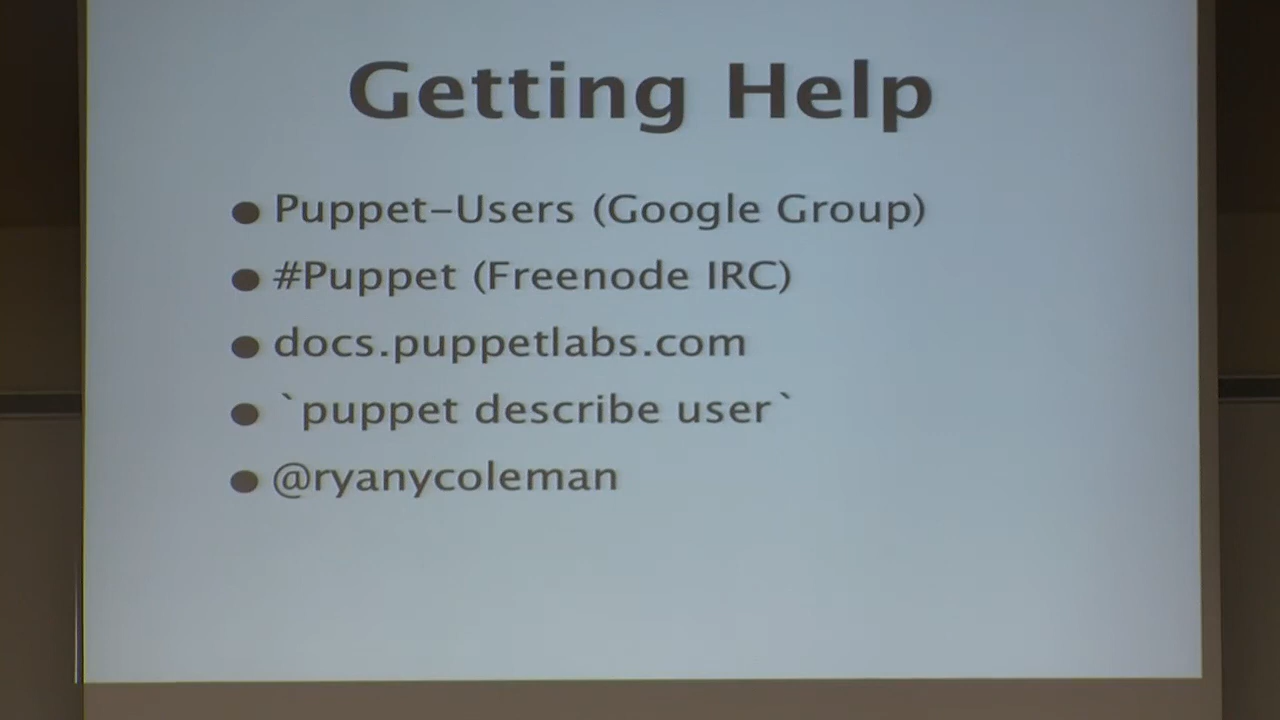 Getting Help
• Puppet-Users (Google Group)
• #Puppet (Freenode IRC)
• docs.puppetlabs.com
• `puppet describe user`
• @ryanycoleman